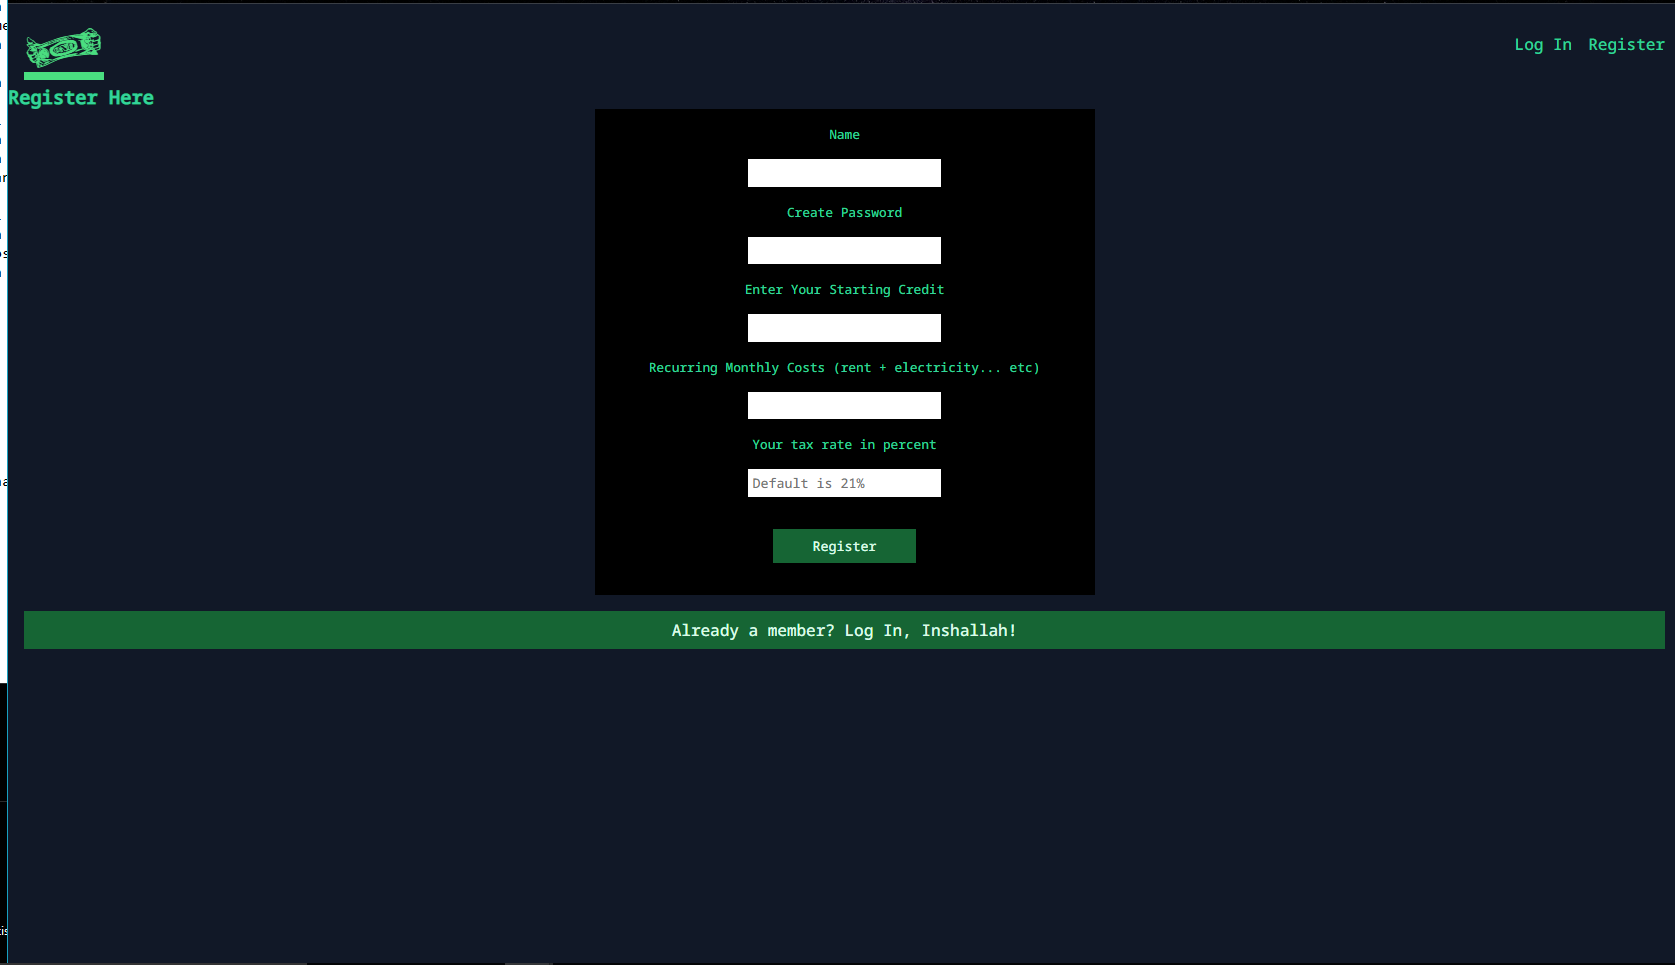 Log In Register
Register Here
Name
Create Password
Enter Your Starting Credit
Recurring Monthly Costs (rent + electricity... etc)
Your tax rate in percent
Default is 21%
Register
Already a member? Log In, Inshallah!